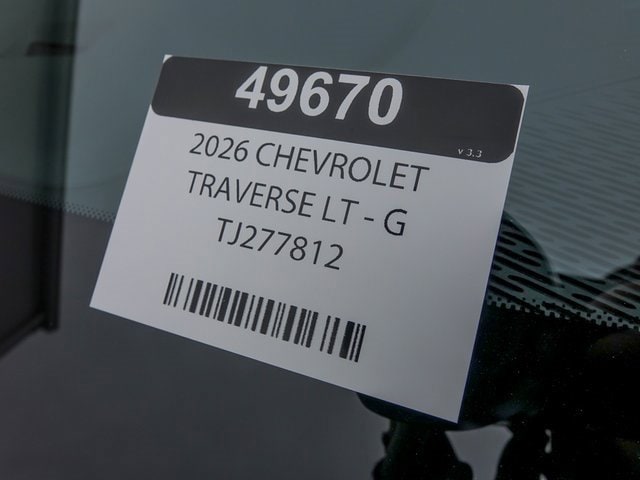 49670
v 3.3
2026 CHEVROLET
TRAVERSE LT - G
TJ277812